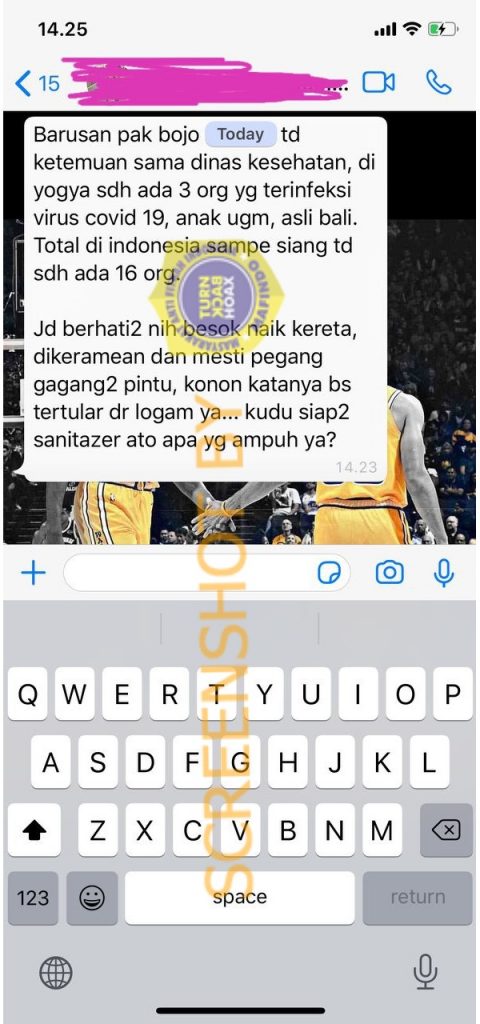 14.25
15
Barusan pak bojo Today td
ketemuan sama dinas kesehatan, di
yogya sdh ada 3 org yg terinfeksi
virus covid 19, anak ugm, asli bali.
Total di indonesia sampe siang td
sdh ada 16 org.
Jd berhati2 nih besok naik kereta,
dikeramean dan mesti pegang
gagang2 pintu, konon katanya bs
tertular dr logam ya... kudu siap2
sanitazer ato apa yg ampuh ya?
14.23
TURN
BACK
HOAX
MASYARAKAT ANTI FITNAH INDONESIA
MAFINDO
SCREENSHOT BY
Q W E R T Y U I O P
A S D F G H J K L
Z X C V B N M
123 space return